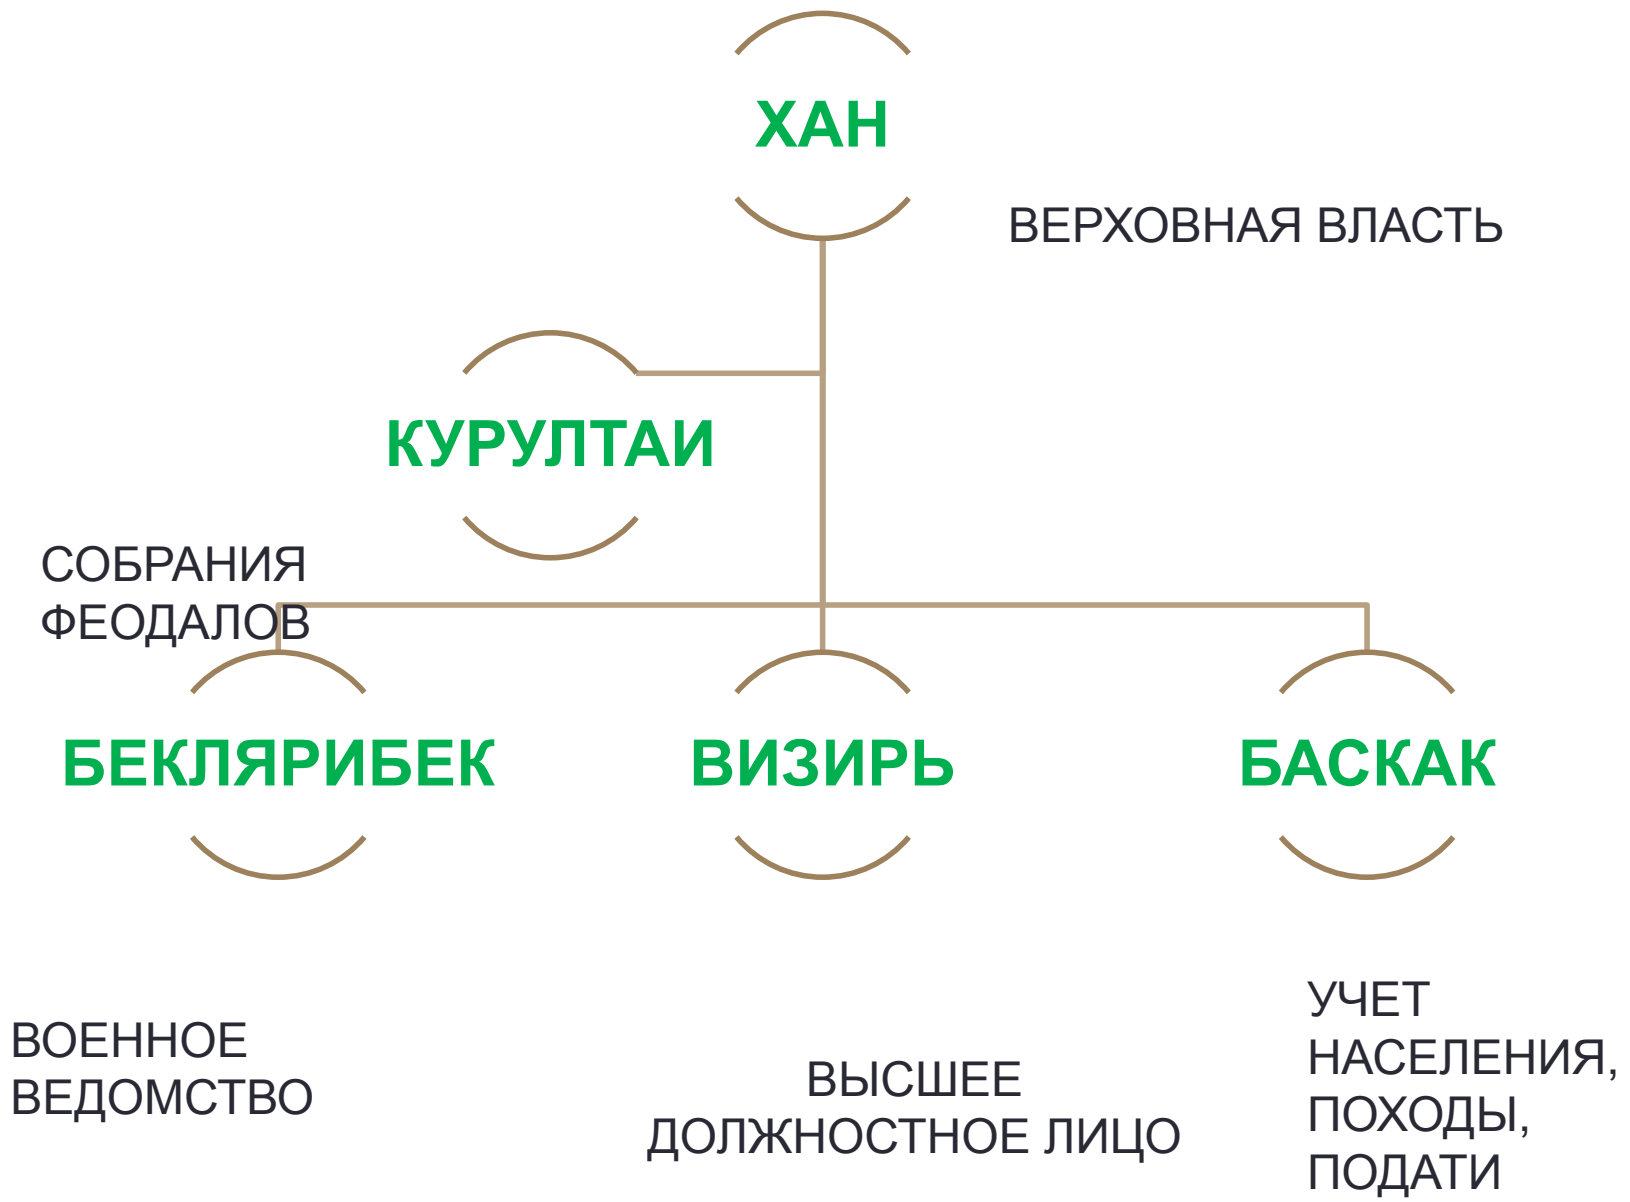 ХАН
ВЕРХОВНАЯ ВЛАСТЬ
КУРУЛТАИ
СОБРАНИЯ
ФЕОДАЛОВ
БЕКЛЯРИБЕК
ВИЗИРЬ
БАСКАК
ВОЕННОЕ
ВЕДОМСТВО
ВЫСШЕЕ
ДОЛЖНОСТНОЕ ЛИЦО
УЧЕТ
НАСЕЛЕНИЯ,
ПОХОДЫ,
ПОДАТИ